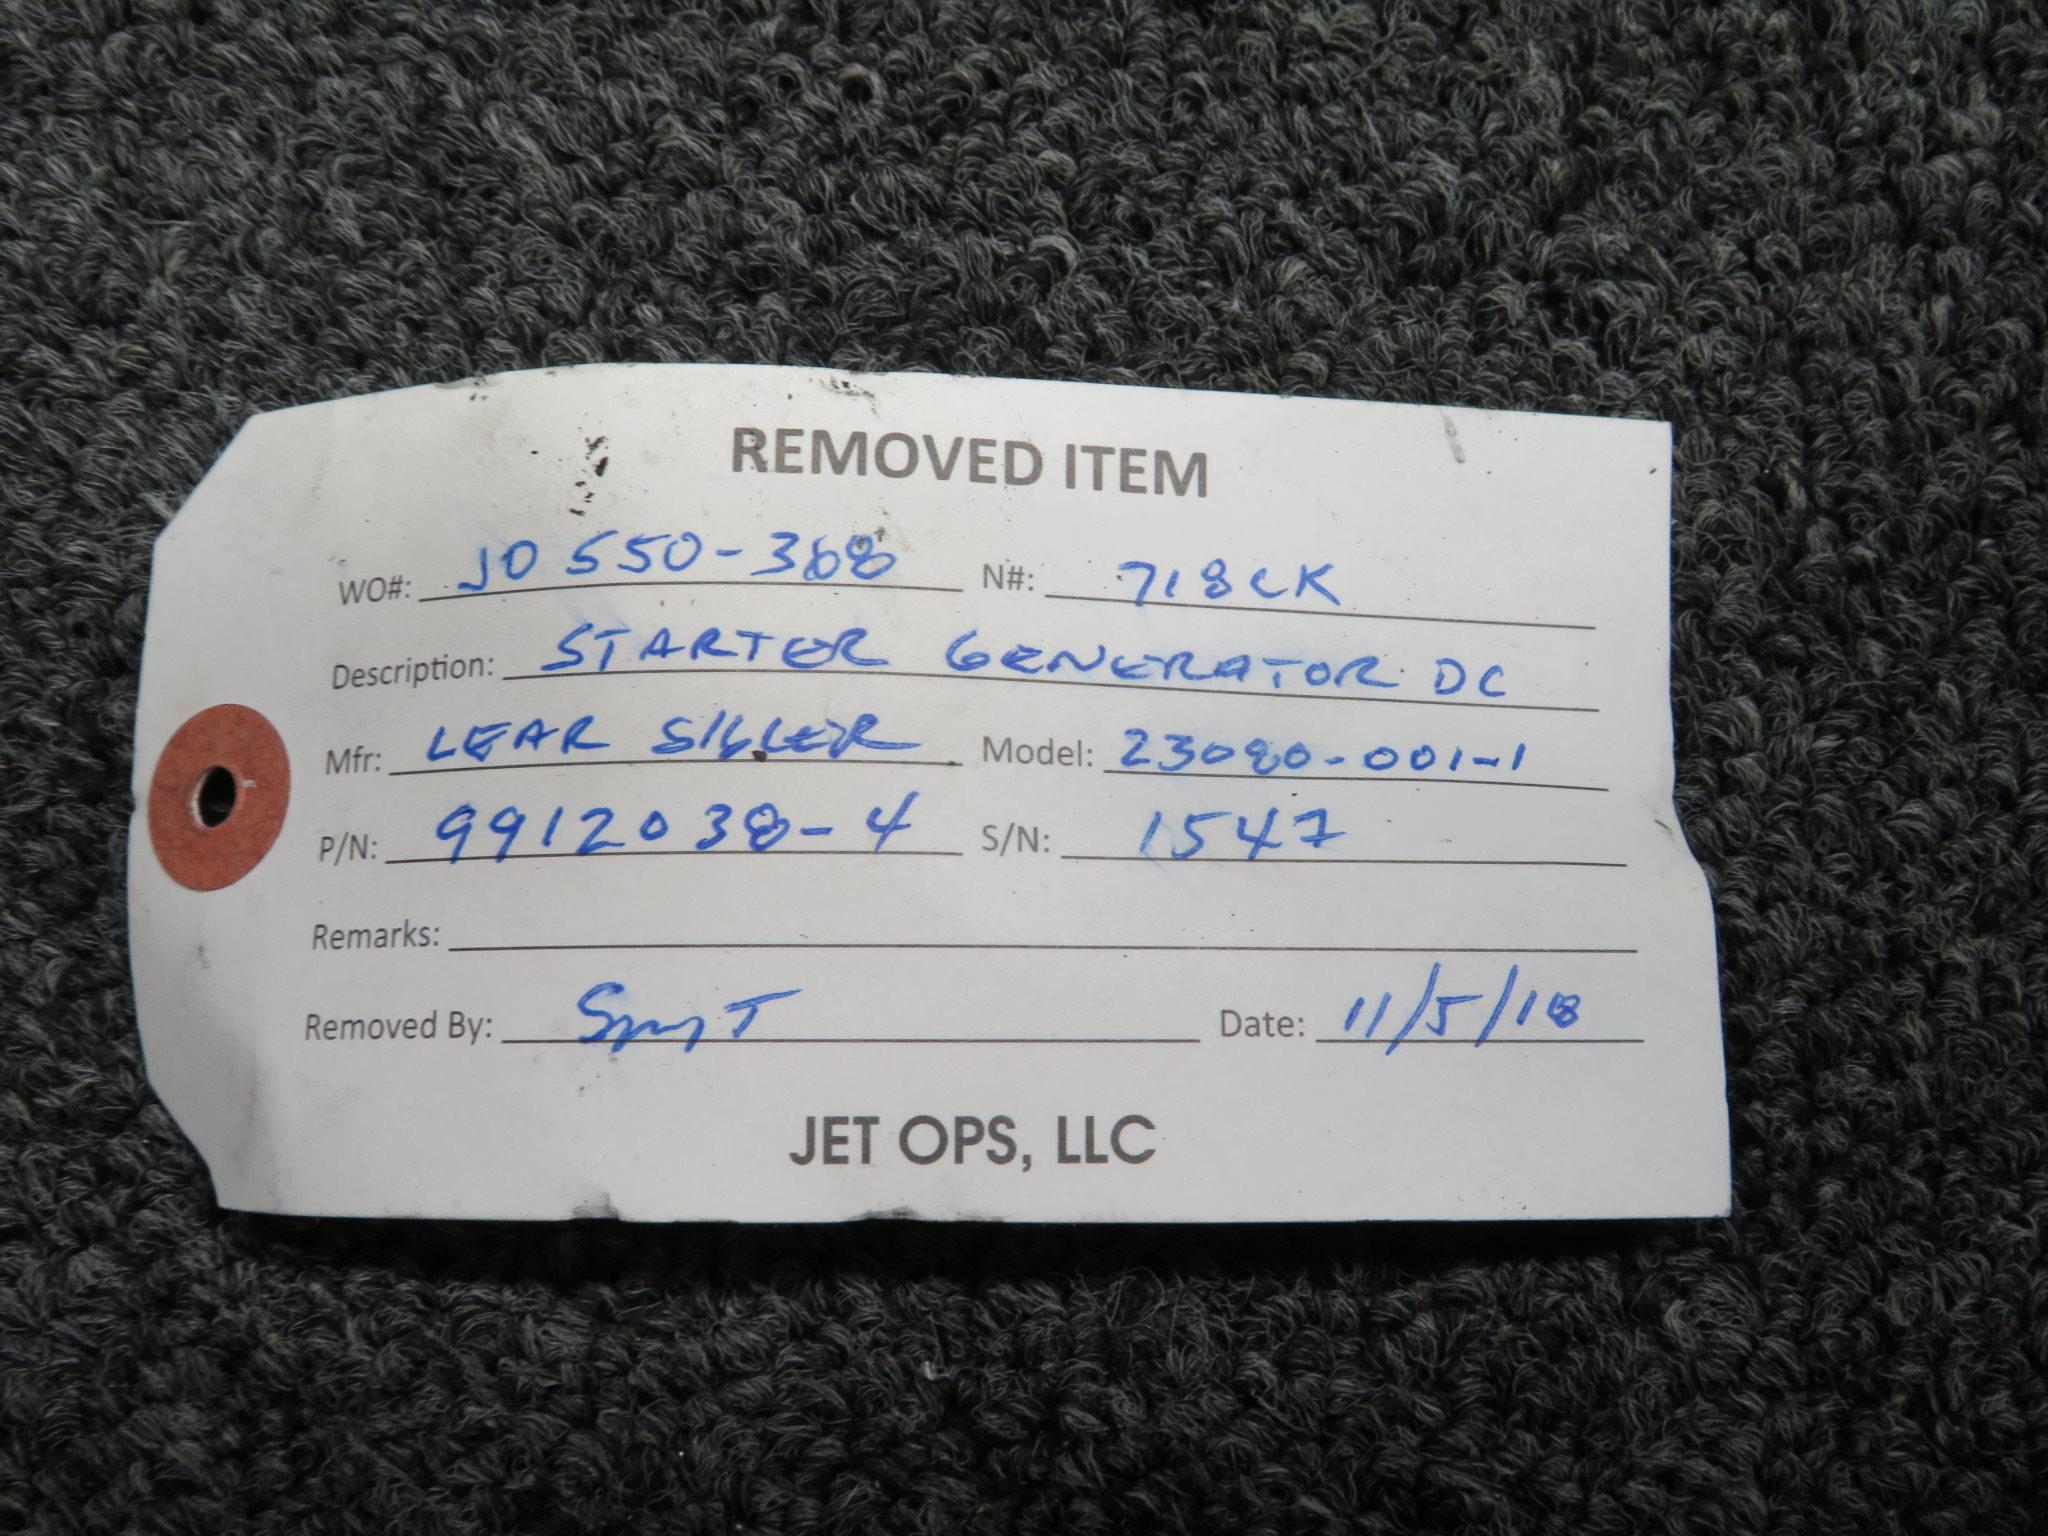 REMOVED ITEM
WO#: JO 550-368 N#: 718CK
Description: STARTER GENERATOR DC
Mfr: LEAR SIGLER Model: 23080-001-1
P/N: 9912038-4 S/N: 1547
Remarks:
Removed By: Date: 11/5/18
JET OPS, LLC